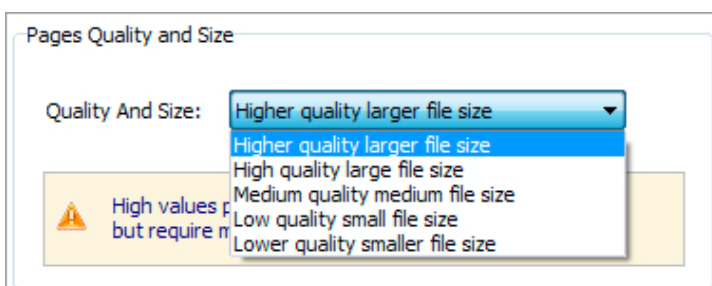 Pages Quality and Size
Quality And Size: Higher quality larger file size
Higher quality larger file size
High quality large file size
Medium quality medium file size
Low quality small file size
Lower quality smaller file size
High values
but require